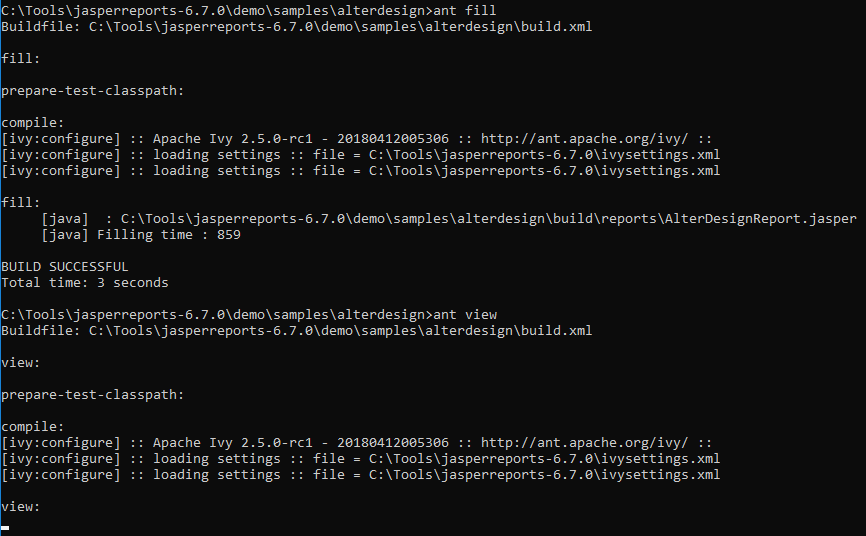 C:\Tools\jasperreports-6.7.0\demo\samples\alterdesign>ant fill
Buildfile: C:\Tools\jasperreports-6.7.0\demo\samples\alterdesign\build.xml
fill:
prepare-test-classpath:
compile:
[ivy:configure] :: Apache Ivy 2.5.0-rc1 - 20180412005306 :: http://ant.apache.org/ivy/ ::
[ivy:configure] :: loading settings :: file = C:\Tools\jasperreports-6.7.0\ivysettings.xml
[ivy:configure] :: loading settings :: file = C:\Tools\jasperreports-6.7.0\ivysettings.xml
fill:
[java]  : C:\Tools\jasperreports-6.7.0\demo\samples\alterdesign\build\reports\AlterDesignReport.jasper
[java] Filling time : 859
BUILD SUCCESSFUL
Total time: 3 seconds
C:\Tools\jasperreports-6.7.0\demo\samples\alterdesign>ant view
Buildfile: C:\Tools\jasperreports-6.7.0\demo\samples\alterdesign\build.xml
view:
prepare-test-classpath:
compile:
[ivy:configure] :: Apache Ivy 2.5.0-rc1 - 20180412005306 :: http://ant.apache.org/ivy/ ::
[ivy:configure] :: loading settings :: file = C:\Tools\jasperreports-6.7.0\ivysettings.xml
[ivy:configure] :: loading settings :: file = C:\Tools\jasperreports-6.7.0\ivysettings.xml
view: